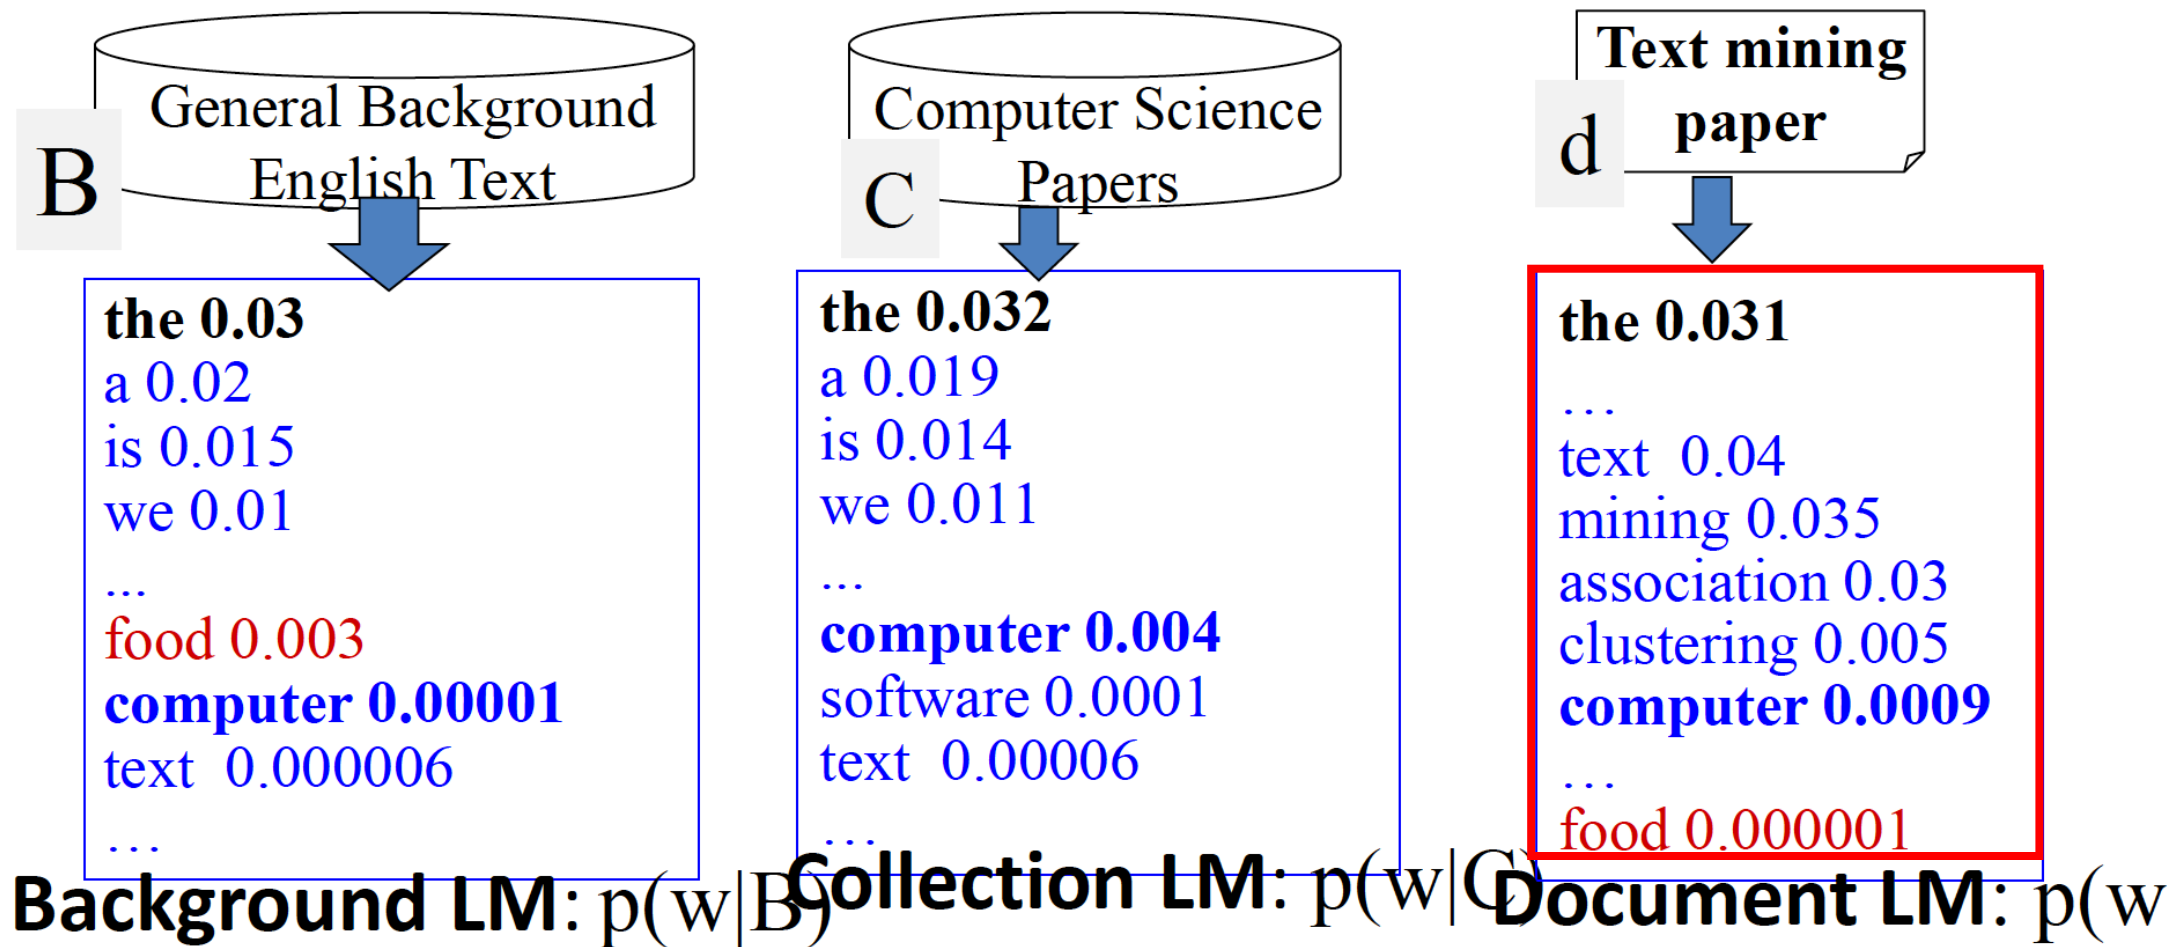 B
General Background
English Text
the 0.03
a 0.02
is 0.015
we 0.01
...
food 0.003
computer 0.00001
text 0.000006
...
Background LM: p(w|B)
C
Computer Science
Papers
the 0.032
a 0.019
is 0.014
we 0.011
...
computer 0.004
software 0.0001
text 0.00006
...
Collection LM: p(w|C)
d
Text mining
paper
the 0.031
...
text 0.04
mining 0.035
association 0.03
clustering 0.005
computer 0.0009
...
food 0.000001
Document LM: p(w